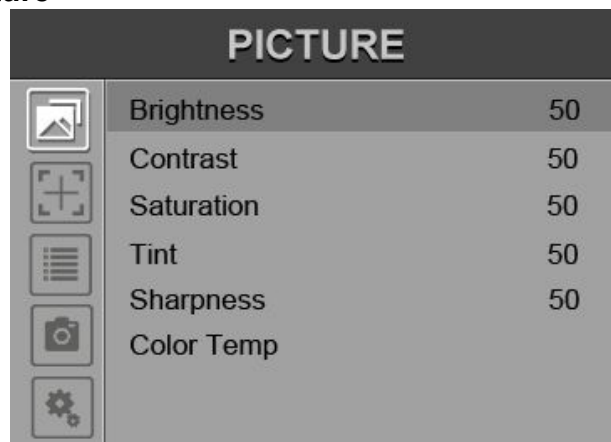 PICTURE
Brightness 50
Contrast 50
Saturation 50
Tint 50
Sharpness 50
Color Temp